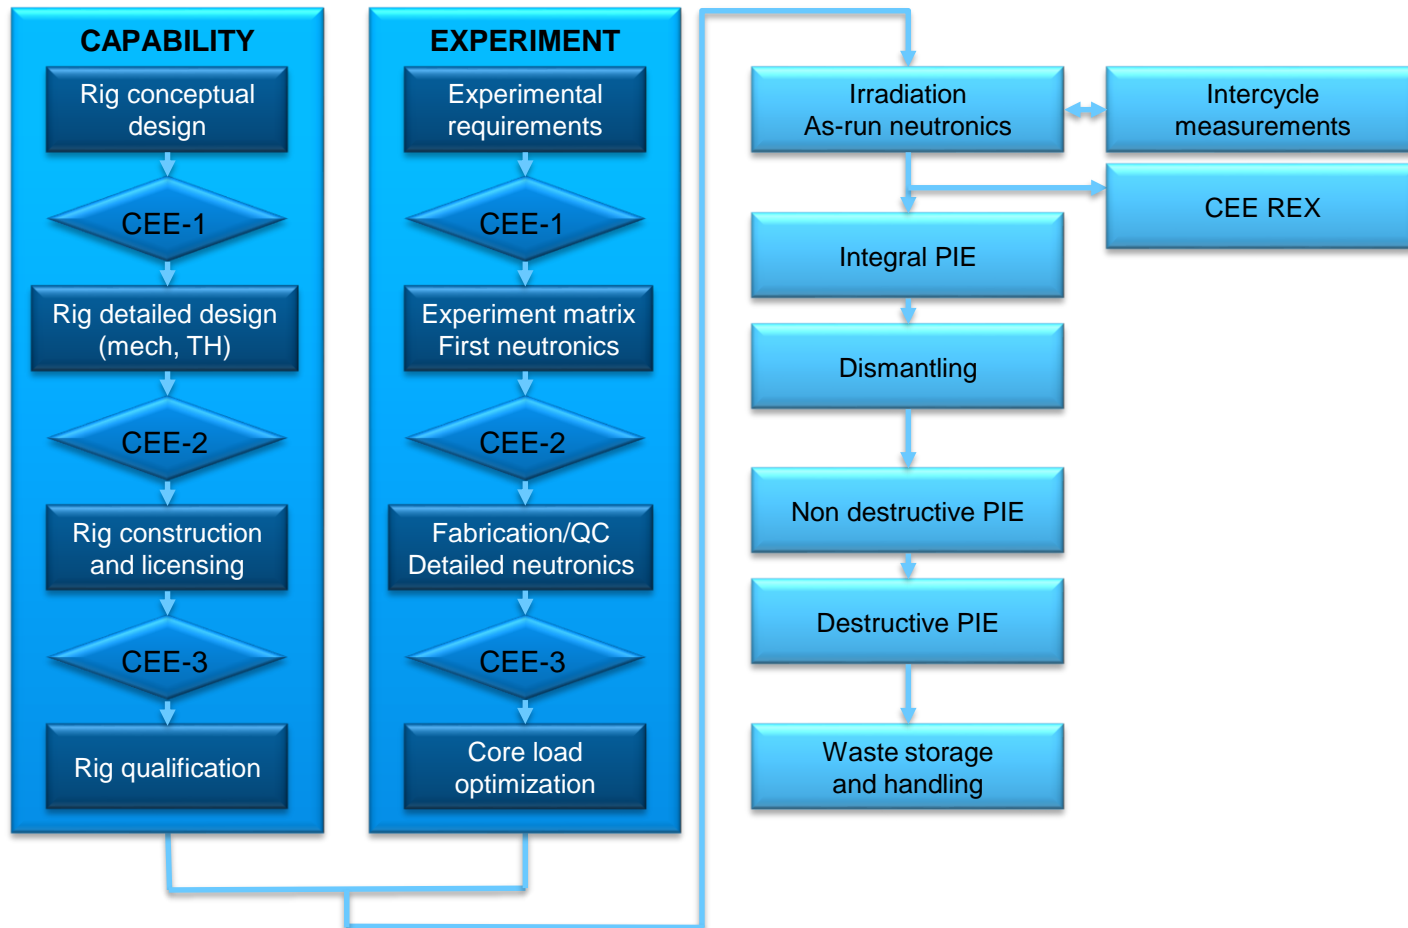 CAPABILITY
Rig conceptual
design
CEE-1
Rig detailed design
(mech, TH)
CEE-2
Rig construction
and licensing
CEE-3
Rig qualification
EXPERIMENT
Experimental
requirements
CEE-1
Experiment matrix
First neutronics
CEE-2
Fabrication/QC
Detailed neutronics
CEE-3
Core load
optimization
Irradiation
As-run neutronics
Intercycle
measurements
CEE REX
Integral PIE
Dismantling
Non destructive PIE
Destructive PIE
Waste storage
and handling